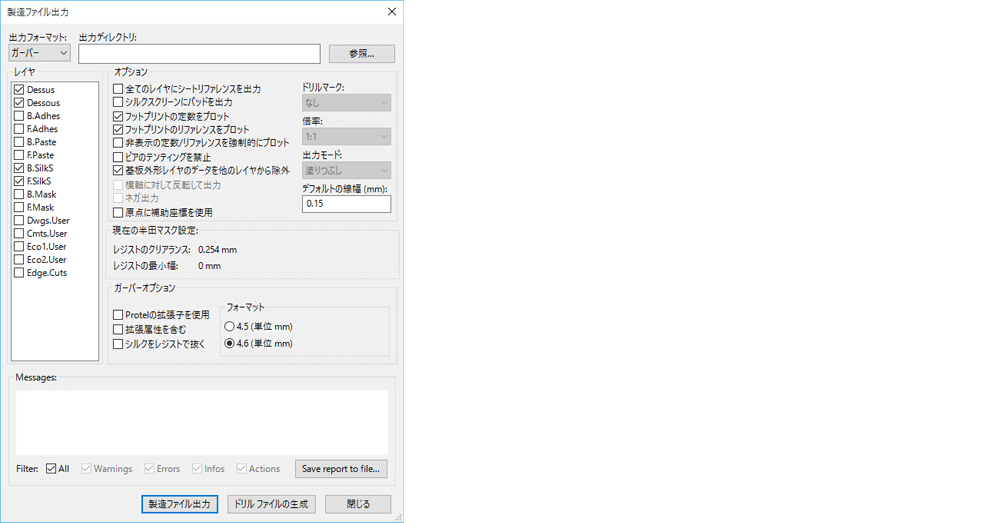 製造ファイル出力
出力フォーマット: 出力ディレクトリ:
ガーバー 参照...
レイヤ
Dessus
Dessous
B.Adhes
F.Adhes
B.Paste
F.Paste
B.SilkS
F.SilkS
B.Mask
F.Mask
Dwgs.User
Cmts.User
Eco1.User
Eco2.User
Edge.Cuts
オプション
全てのレイヤにシートリファレンスを出力
シルクスクリーンにパッドを出力
フットプリントの定数をプロット
フットプリントのリファレンスをプロット
非表示の定数/リファレンスを強制的にプロット
ビアのテンティングを禁止
基板外形レイヤのデータを他のレイヤから除外
横軸に対して反転して出力
ネガ出力
原点に補助座標を使用
ドリルマーク:
なし
倍率:
1:1
出力モード:
塗りつぶし
デフォルトの線幅 (mm):
0.15
現在の半田マスク設定:
レジストのクリアランス: 0.254 mm
レジストの最小幅: 0 mm
ガーバーオプション
Protelの拡張子を使用
拡張属性を含む
シルクをレジストで抜く
フォーマット
4.5 (単位 mm)
4.6 (単位 mm)
Messages:
Filter: All Warnings Errors Infos Actions Save report to file...
製造ファイル出力 ドリル ファイルの生成 閉じる